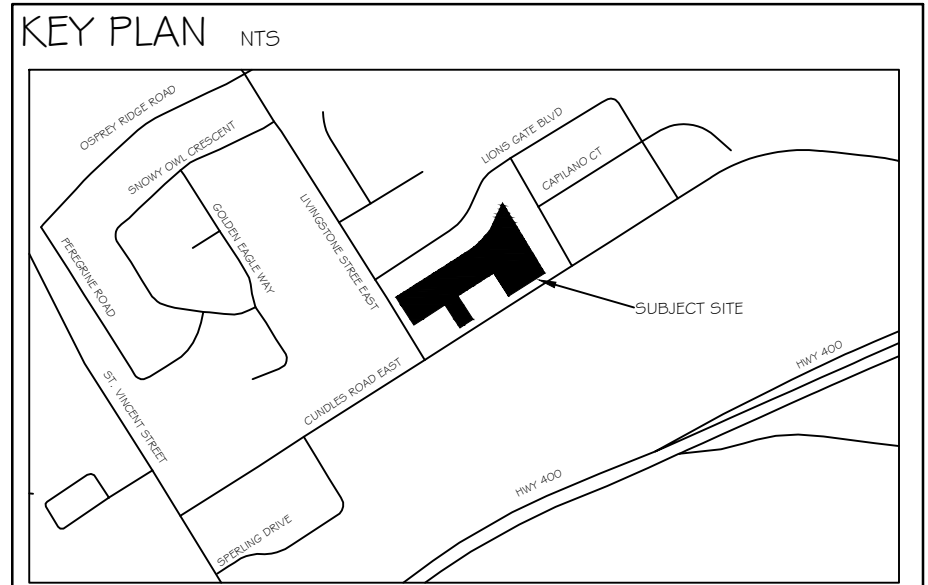 KEY PLAN NTS
OSPREY RIDGE ROAD
SNOWY OWL CRESCENT
LIONS GATE BLVD
CAPILANO CT
GOLDEN EAGLE WAY
LIVINGSTONE STREE EAST
PEREGRINE ROAD
SUBJECT SITE
HWY 400
CUNDLES ROAD EAST
ST. VINCENT STREET
HWY 400
SPERLING DRIVE